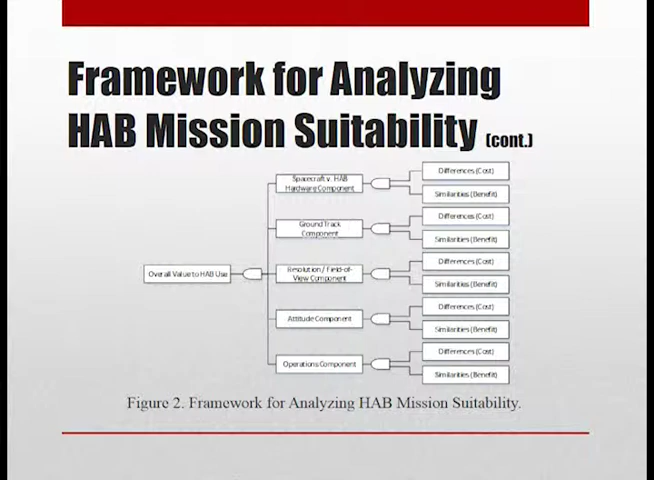 Framework for Analyzing
HAB Mission Suitability (cont.)
Spacecraft v. HAB
Hardware Component
Differences (Cost)
Similarities (Benefit)
Ground Track
Component
Differences (Cost)
Similarities (Benefit)
Overall Value to HAB Use
Resolution / Field-of-
View Component
Differences (Cost)
Similarities (Benefit)
Attitude Component
Differences (Cost)
Similarities (Benefit)
Operations Component
Differences (Cost)
Similarities (Benefit)
Figure 2. Framework for Analyzing HAB Mission Suitability.